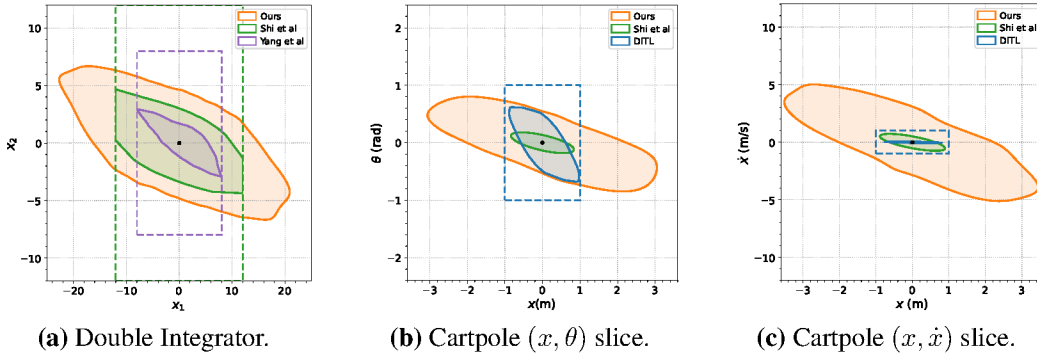 Ours
Shi et al
Yang et al
10
5
0
−5
−10
x₂
−20
−10
0
10
20
x₁
(a) Double Integrator.
Ours
Shi et al
DITL
2
1
0
−1
−2
θ (rad)
−3
−2
−1
0
1
2
3
x(m)
(b) Cartpole (x, θ) slice.
Ours
Shi et al
DITL
10
5
0
−5
−10
ẋ (m/s)
−3
−2
−1
0
1
2
3
x (m)
(c) Cartpole (x, ẋ) slice.